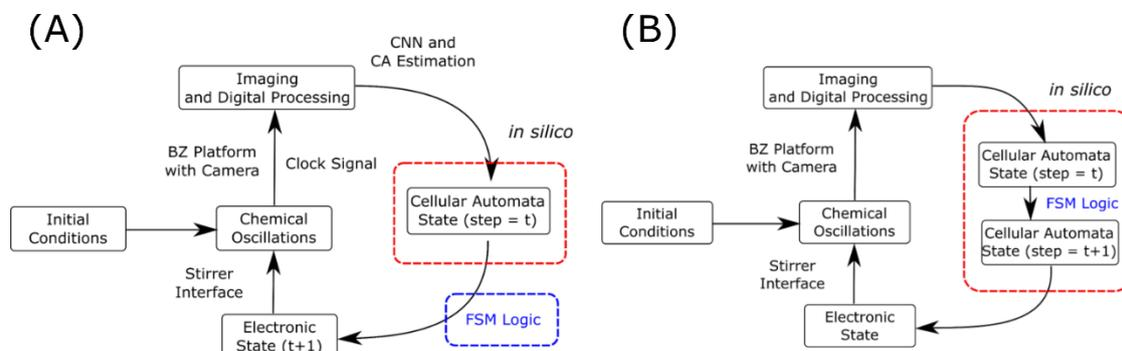 (A)
CNN and
CA Estimation
Imaging
and Digital Processing
in silico
BZ Platform
with Camera
Clock Signal
Cellular Automata
State (step = t)
Initial
Conditions
Chemical
Oscillations
Stirrer
Interface
FSM Logic
Electronic
State (t+1)
(B)
Imaging
and Digital Processing
in silico
BZ Platform
with Camera
Cellular Automata
State (step = t)
FSM Logic
Cellular Automata
State (step = t+1)
Initial
Conditions
Chemical
Oscillations
Stirrer
Interface
Electronic
State